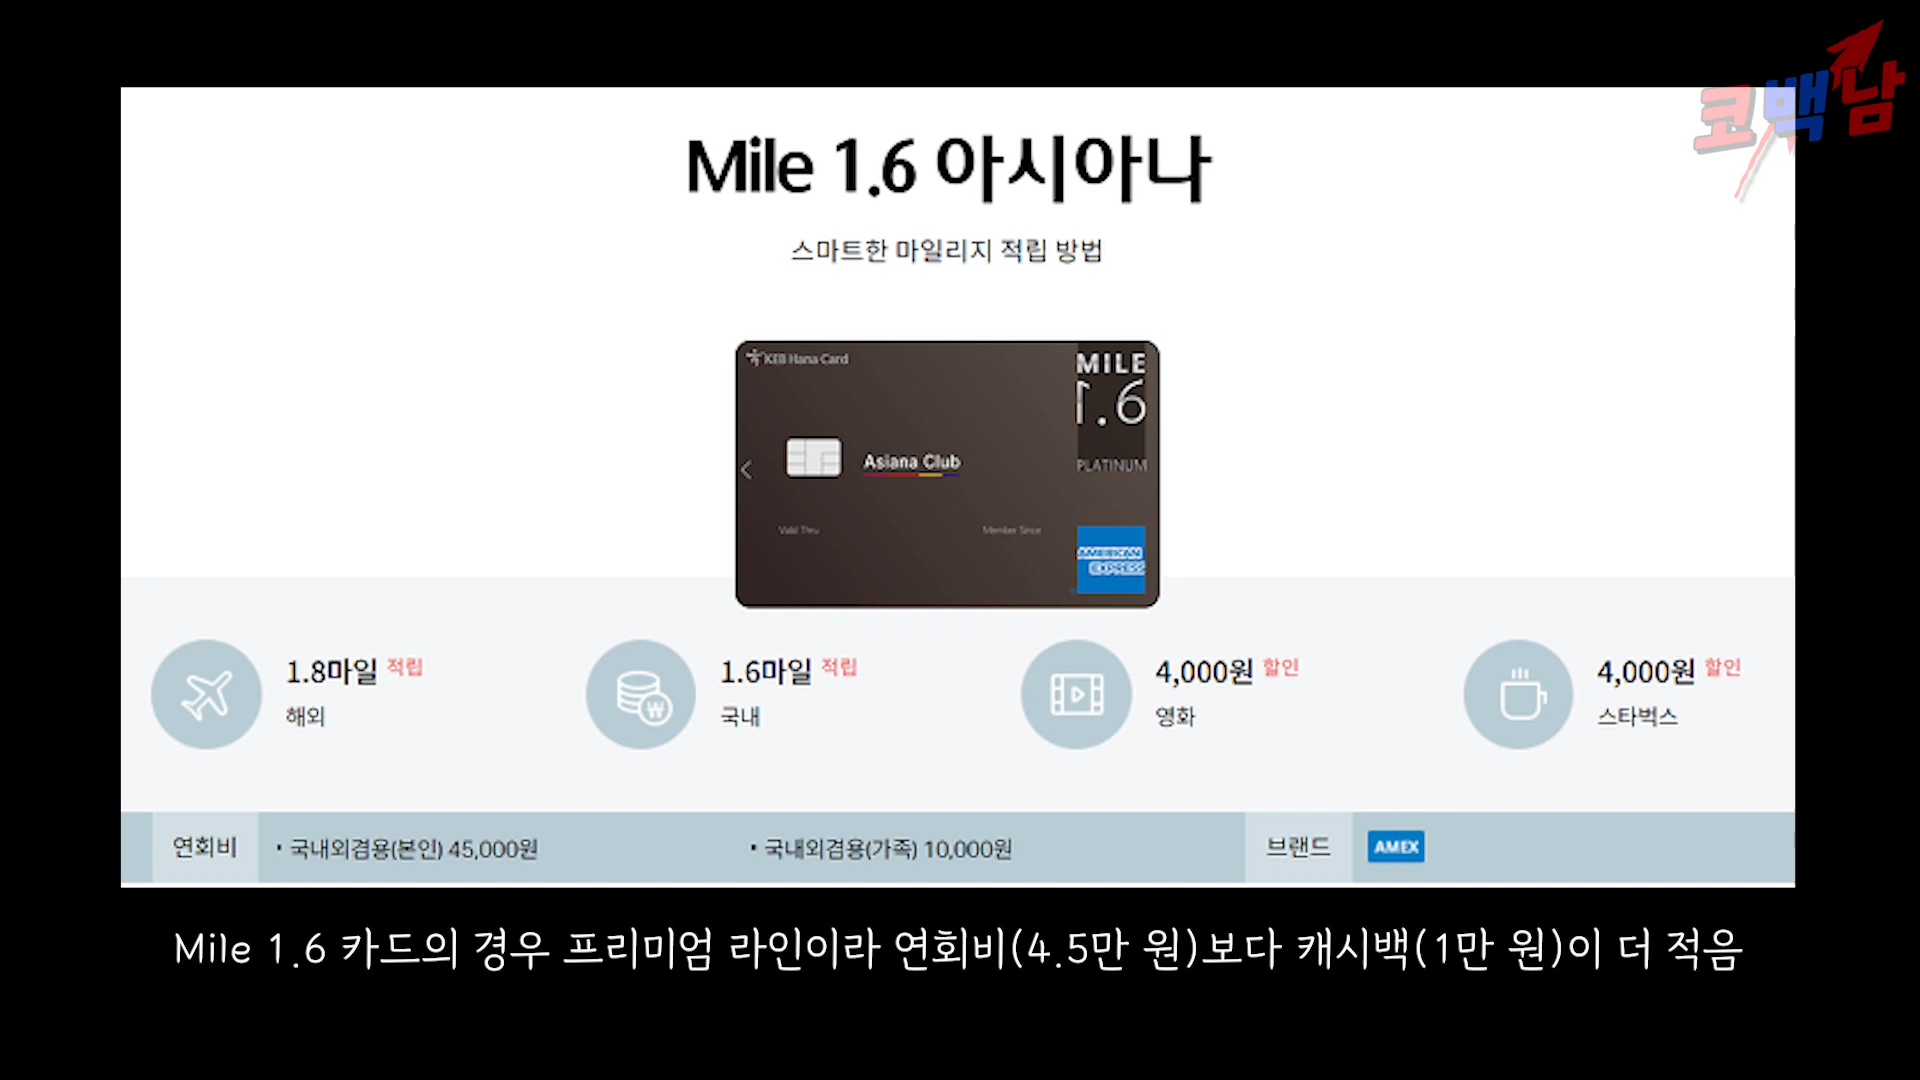 코백남
Mile 1.6 아시아나
스마트한 마일리지 적립 방법
KEB Hana Card
MILE
1.6
PLATINUM
Asiana Club
Valid Thru
Member Since
AMERICAN
EXPRESS
1.8마일 적립
해외
1.6마일 적립
국내
4,000원 할인
영화
4,000원 할인
스타벅스
연회비 · 국내외겸용(본인) 45,000원 · 국내외겸용(가족) 10,000원 브랜드 AMEX
Mile 1.6 카드의 경우 프리미엄 라인이라 연회비(4.5만 원)보다 캐시백(1만 원)이 더 적음